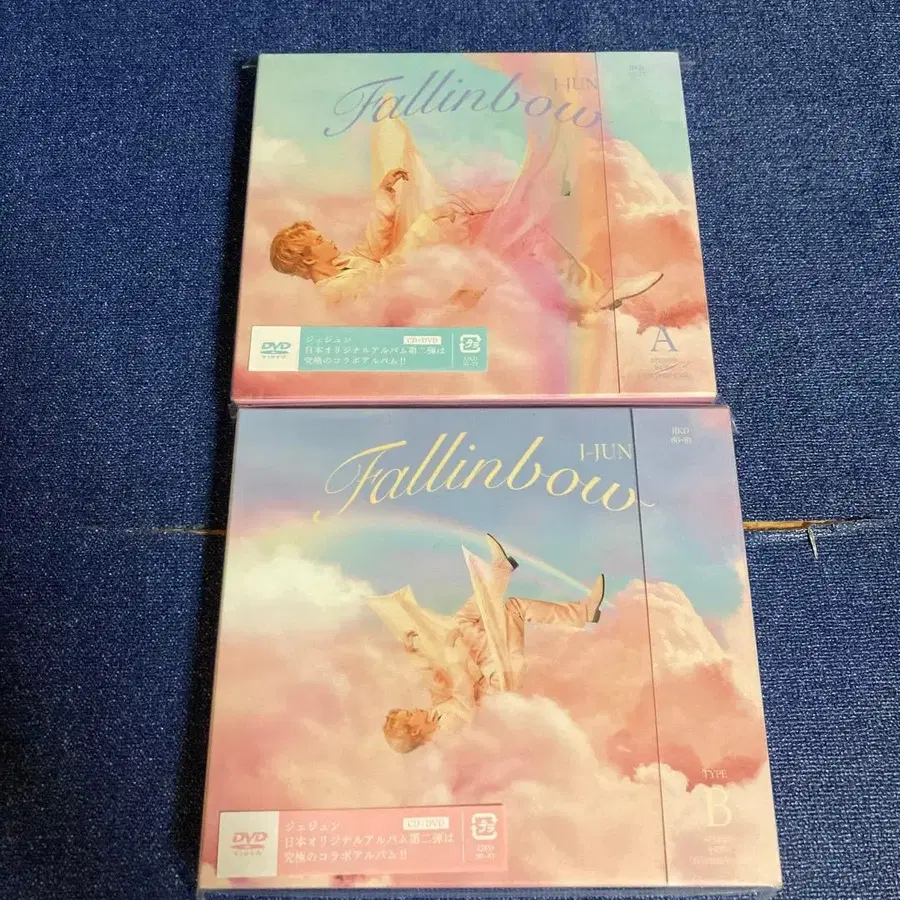 Fallinbow
J-JUN
A
DVD
ジェジュン
CD+DVD
日本オリジナルアルバム第二弾は
究極のコラボアルバム!!
Fallinbow
J-JUN
JJKD
TYPE
B
DVD
ジェジュン
CD+DVD
日本オリジナルアルバム第二弾は
究極のコラボアルバム!!